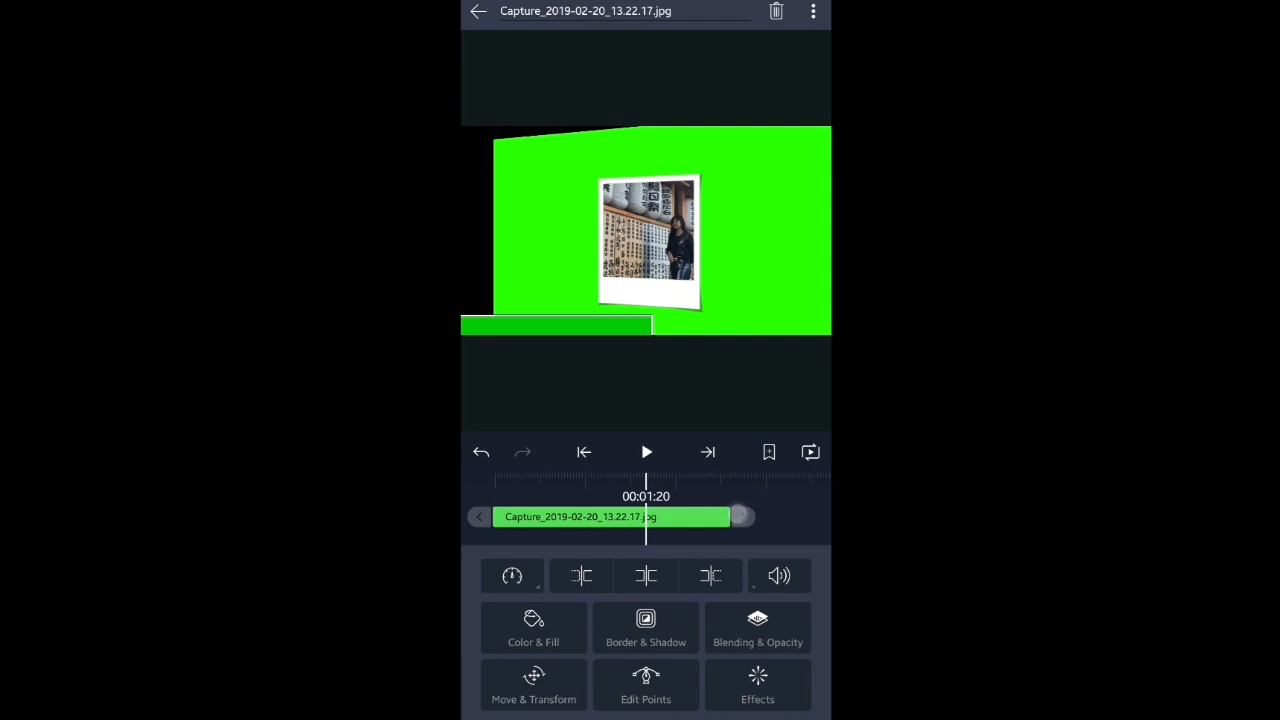 Capture_2019-02-20_13.22.17.jpg
00:01:20
Capture_2019-02-20_13.22.17.jpg
Color & Fill
Border & Shadow
Blending & Opacity
Move & Transform
Edit Points
Effects